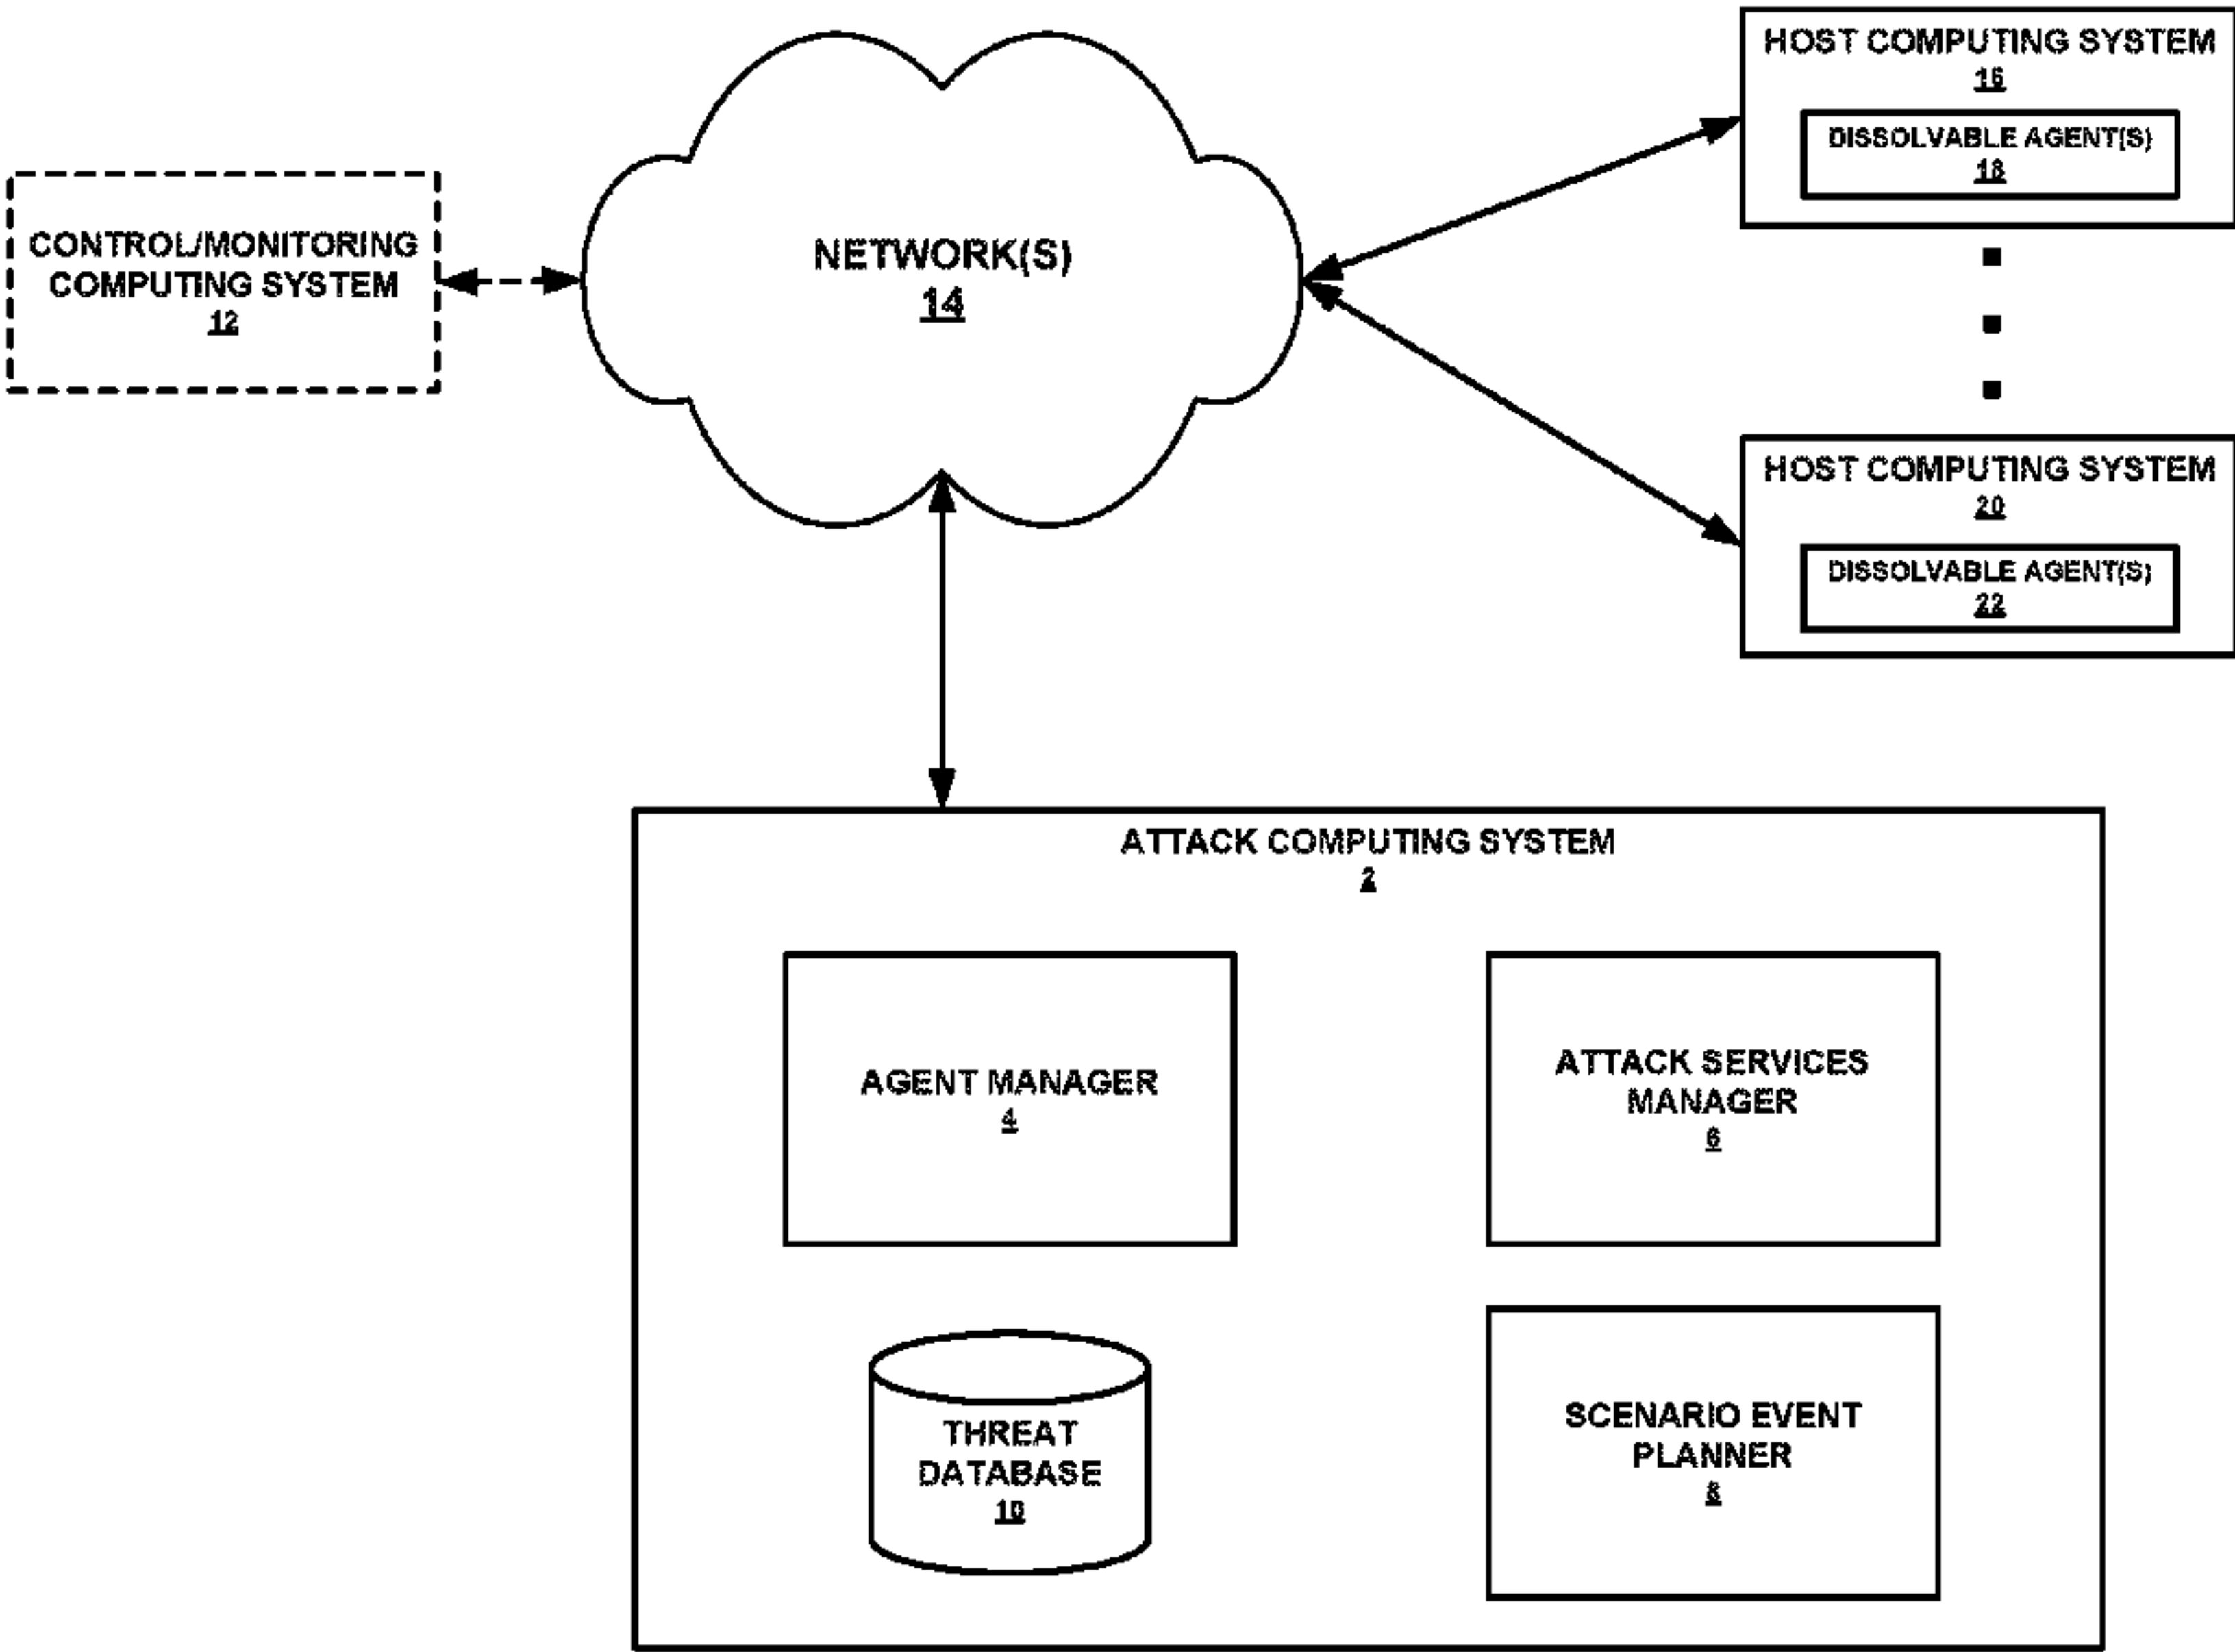 HOST COMPUTING SYSTEM
16
DISSOLVABLE AGENT(S)
18
CONTROL/MONITORING
COMPUTING SYSTEM
12
NETWORK(S)
14
HOST COMPUTING SYSTEM
20
DISSOLVABLE AGENT(S)
22
ATTACK COMPUTING SYSTEM
2
AGENT MANAGER
4
ATTACK SERVICES
MANAGER
6
THREAT
DATABASE
10
SCENARIO EVENT
PLANNER
8